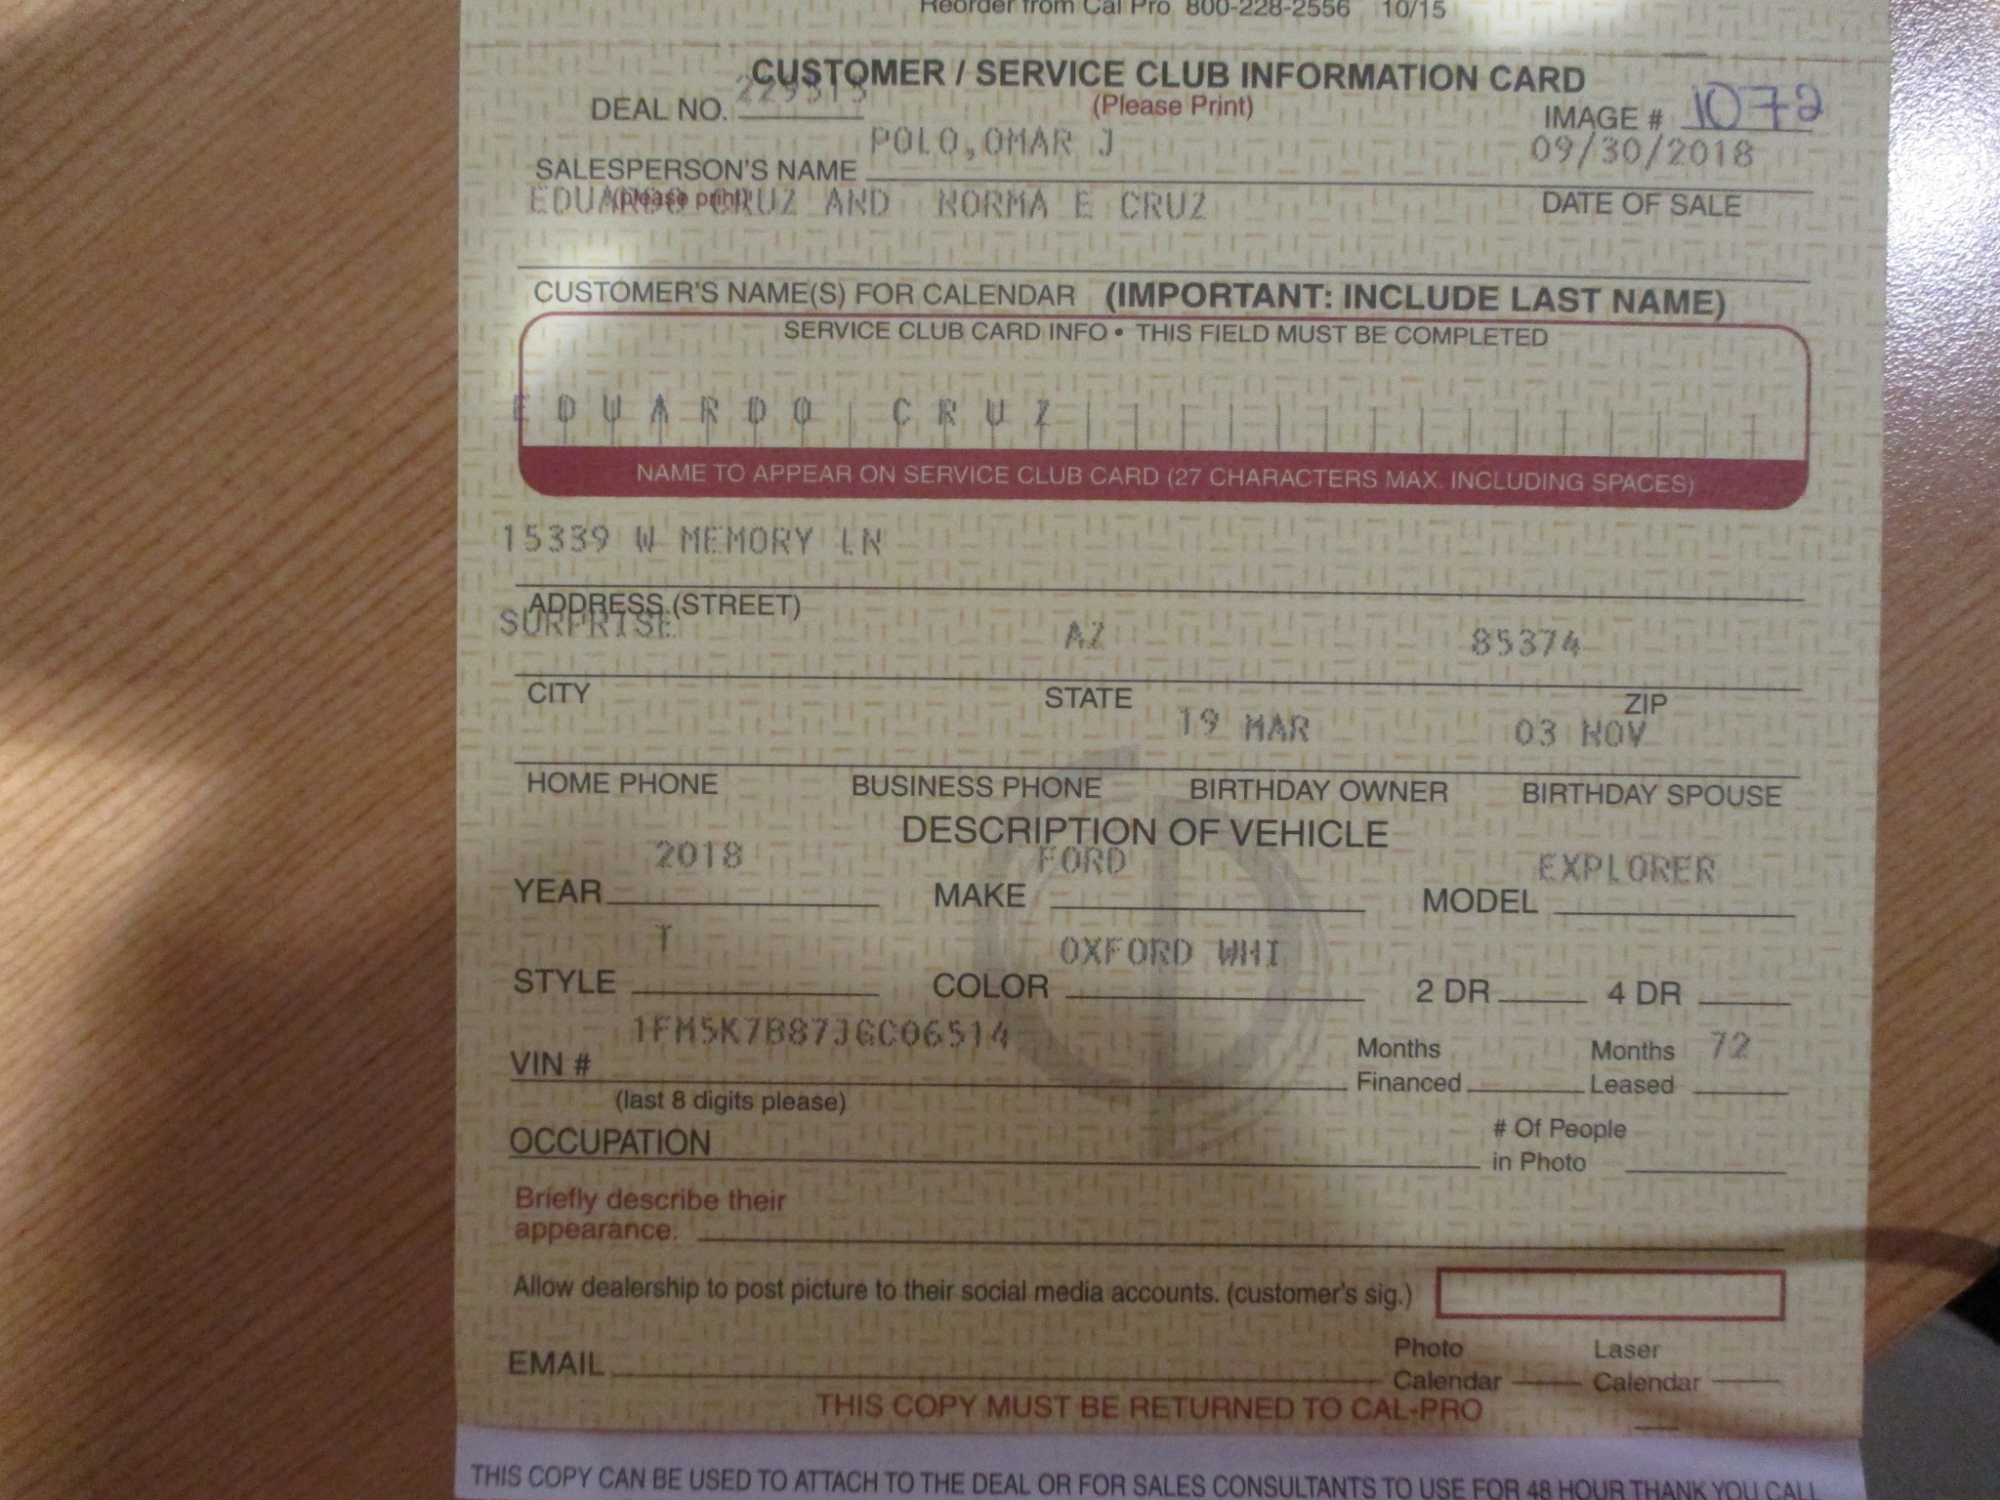 Reorder from Cal Pro 800-228-2556 10/15
CUSTOMER / SERVICE CLUB INFORMATION CARD
(Please Print)
DEAL NO. 229313
IMAGE # 1072
POLO,OMAR J
09/30/2018
SALESPERSON'S NAME
(please print)
DATE OF SALE
EDUARDO CRUZ AND NORMA E CRUZ
CUSTOMER'S NAME(S) FOR CALENDAR (IMPORTANT: INCLUDE LAST NAME)
SERVICE CLUB CARD INFO • THIS FIELD MUST BE COMPLETED
EDUARDO CRUZ
NAME TO APPEAR ON SERVICE CLUB CARD (27 CHARACTERS MAX. INCLUDING SPACES)
15339 W MEMORY LN
ADDRESS (STREET)
SURPRISE AZ 85374
CITY STATE ZIP
19 MAR 03 NOV
HOME PHONE BUSINESS PHONE BIRTHDAY OWNER BIRTHDAY SPOUSE
DESCRIPTION OF VEHICLE
2018 FORD EXPLORER
YEAR MAKE MODEL
T OXFORD WHI
STYLE COLOR 2 DR 4 DR
1FM5K7B87JGC06514
VIN #
(last 8 digits please)
Months Financed
Months Leased 72
OCCUPATION
# Of People in Photo
Briefly describe their
appearance.
Allow dealership to post picture to their social media accounts. (customer's sig.)
EMAIL
Photo Calendar
Laser Calendar
THIS COPY MUST BE RETURNED TO CAL-PRO
THIS COPY CAN BE USED TO ATTACH TO THE DEAL OR FOR SALES CONSULTANTS TO USE FOR 48 HOUR THANK YOU CALL